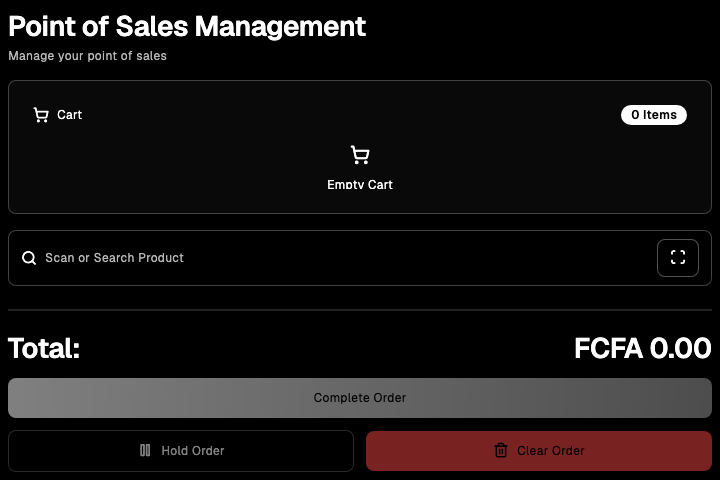 Point of Sales Management
Manage your point of sales
Cart
0 Items
Empty Cart
Scan or Search Product
Total:
FCFA 0.00
Complete Order
Hold Order
Clear Order